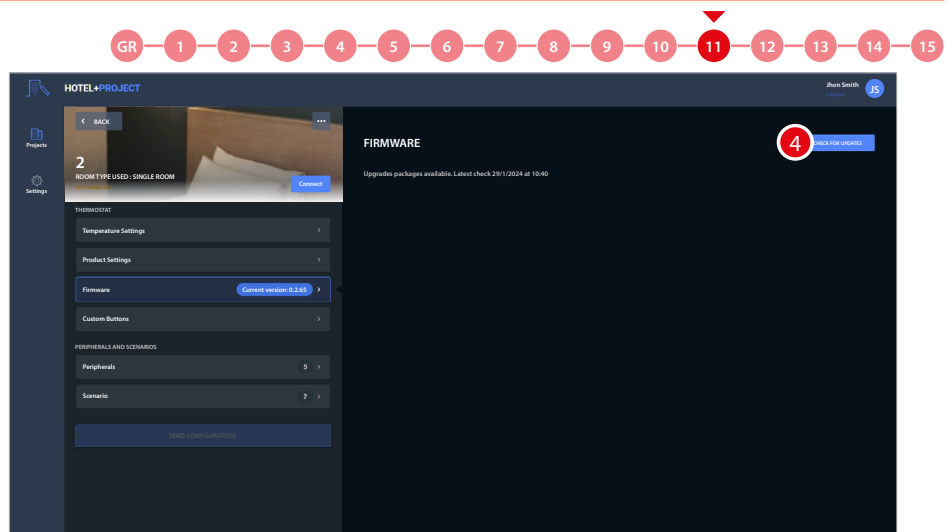 GR 1 2 3 4 5 6 7 8 9 10 11 12 13 14 15
HOTEL+PROJECT
Jhon Smith
Logout
JS
BACK
...
Projects
2
ROOM TYPE USED : SINGLE ROOM
Connect
Settings
FIRMWARE
4
CHECK FOR UPDATES
Upgrades packages available. Latest check 29/1/2024 at 10:40
THERMOSTAT
Temperature Settings
Product Settings
Firmware
Current version: 0.2.65
Custom Buttons
PERIPHERALS AND SCENARIOS
Peripherals 5
Scenario 2
SEND CONFIGURATION